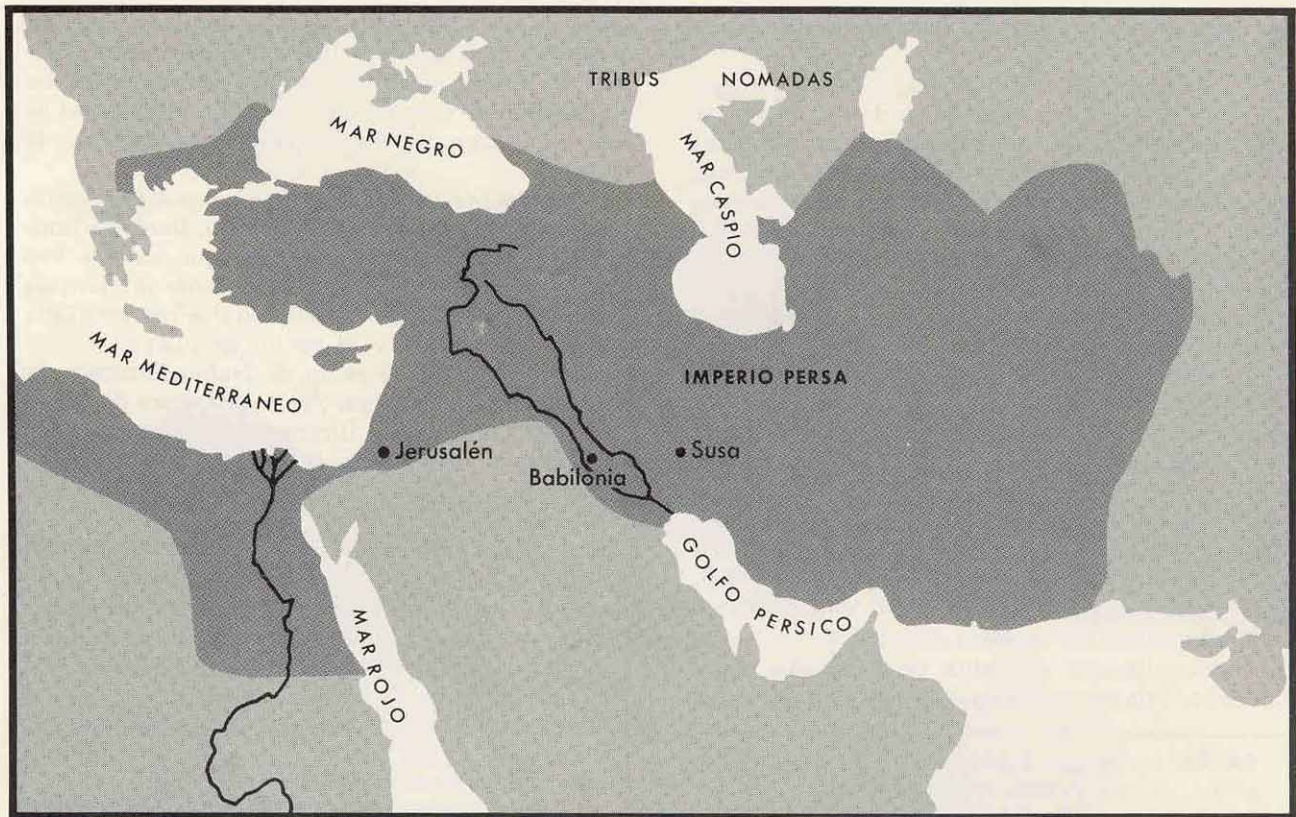 TRIBUS NOMADAS
MAR NEGRO
MAR CASPIO
MAR MEDITERRANEO
IMPERIO PERSA
Jerusalén
Babilonia
Susa
GOLFO PERSICO
MAR ROJO